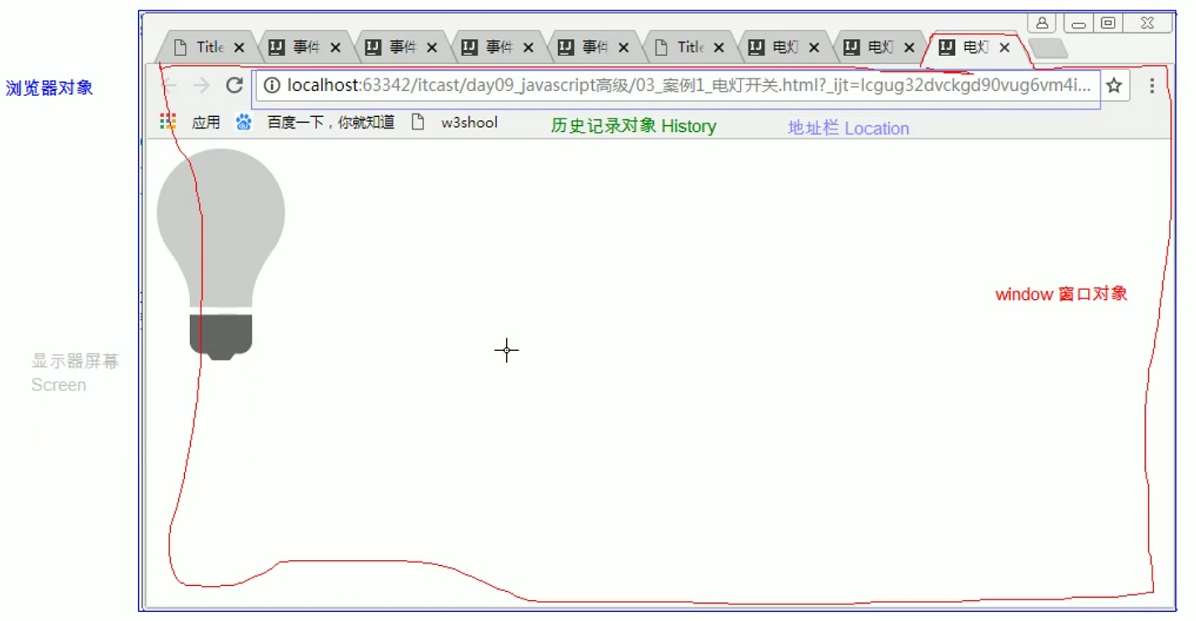 Title
事件
事件
事件
事件
Title
电灯
电灯
电灯
浏览器对象
localhost:63342/itcast/day09_javascript高级/03_案例1_电灯开关.html?_ijt=lcgug32dvckgd90vug6vm4i...
应用 百度一下，你就知道 w3shool
历史记录对象 History
地址栏 Location
window 窗口对象
显示器屏幕
Screen